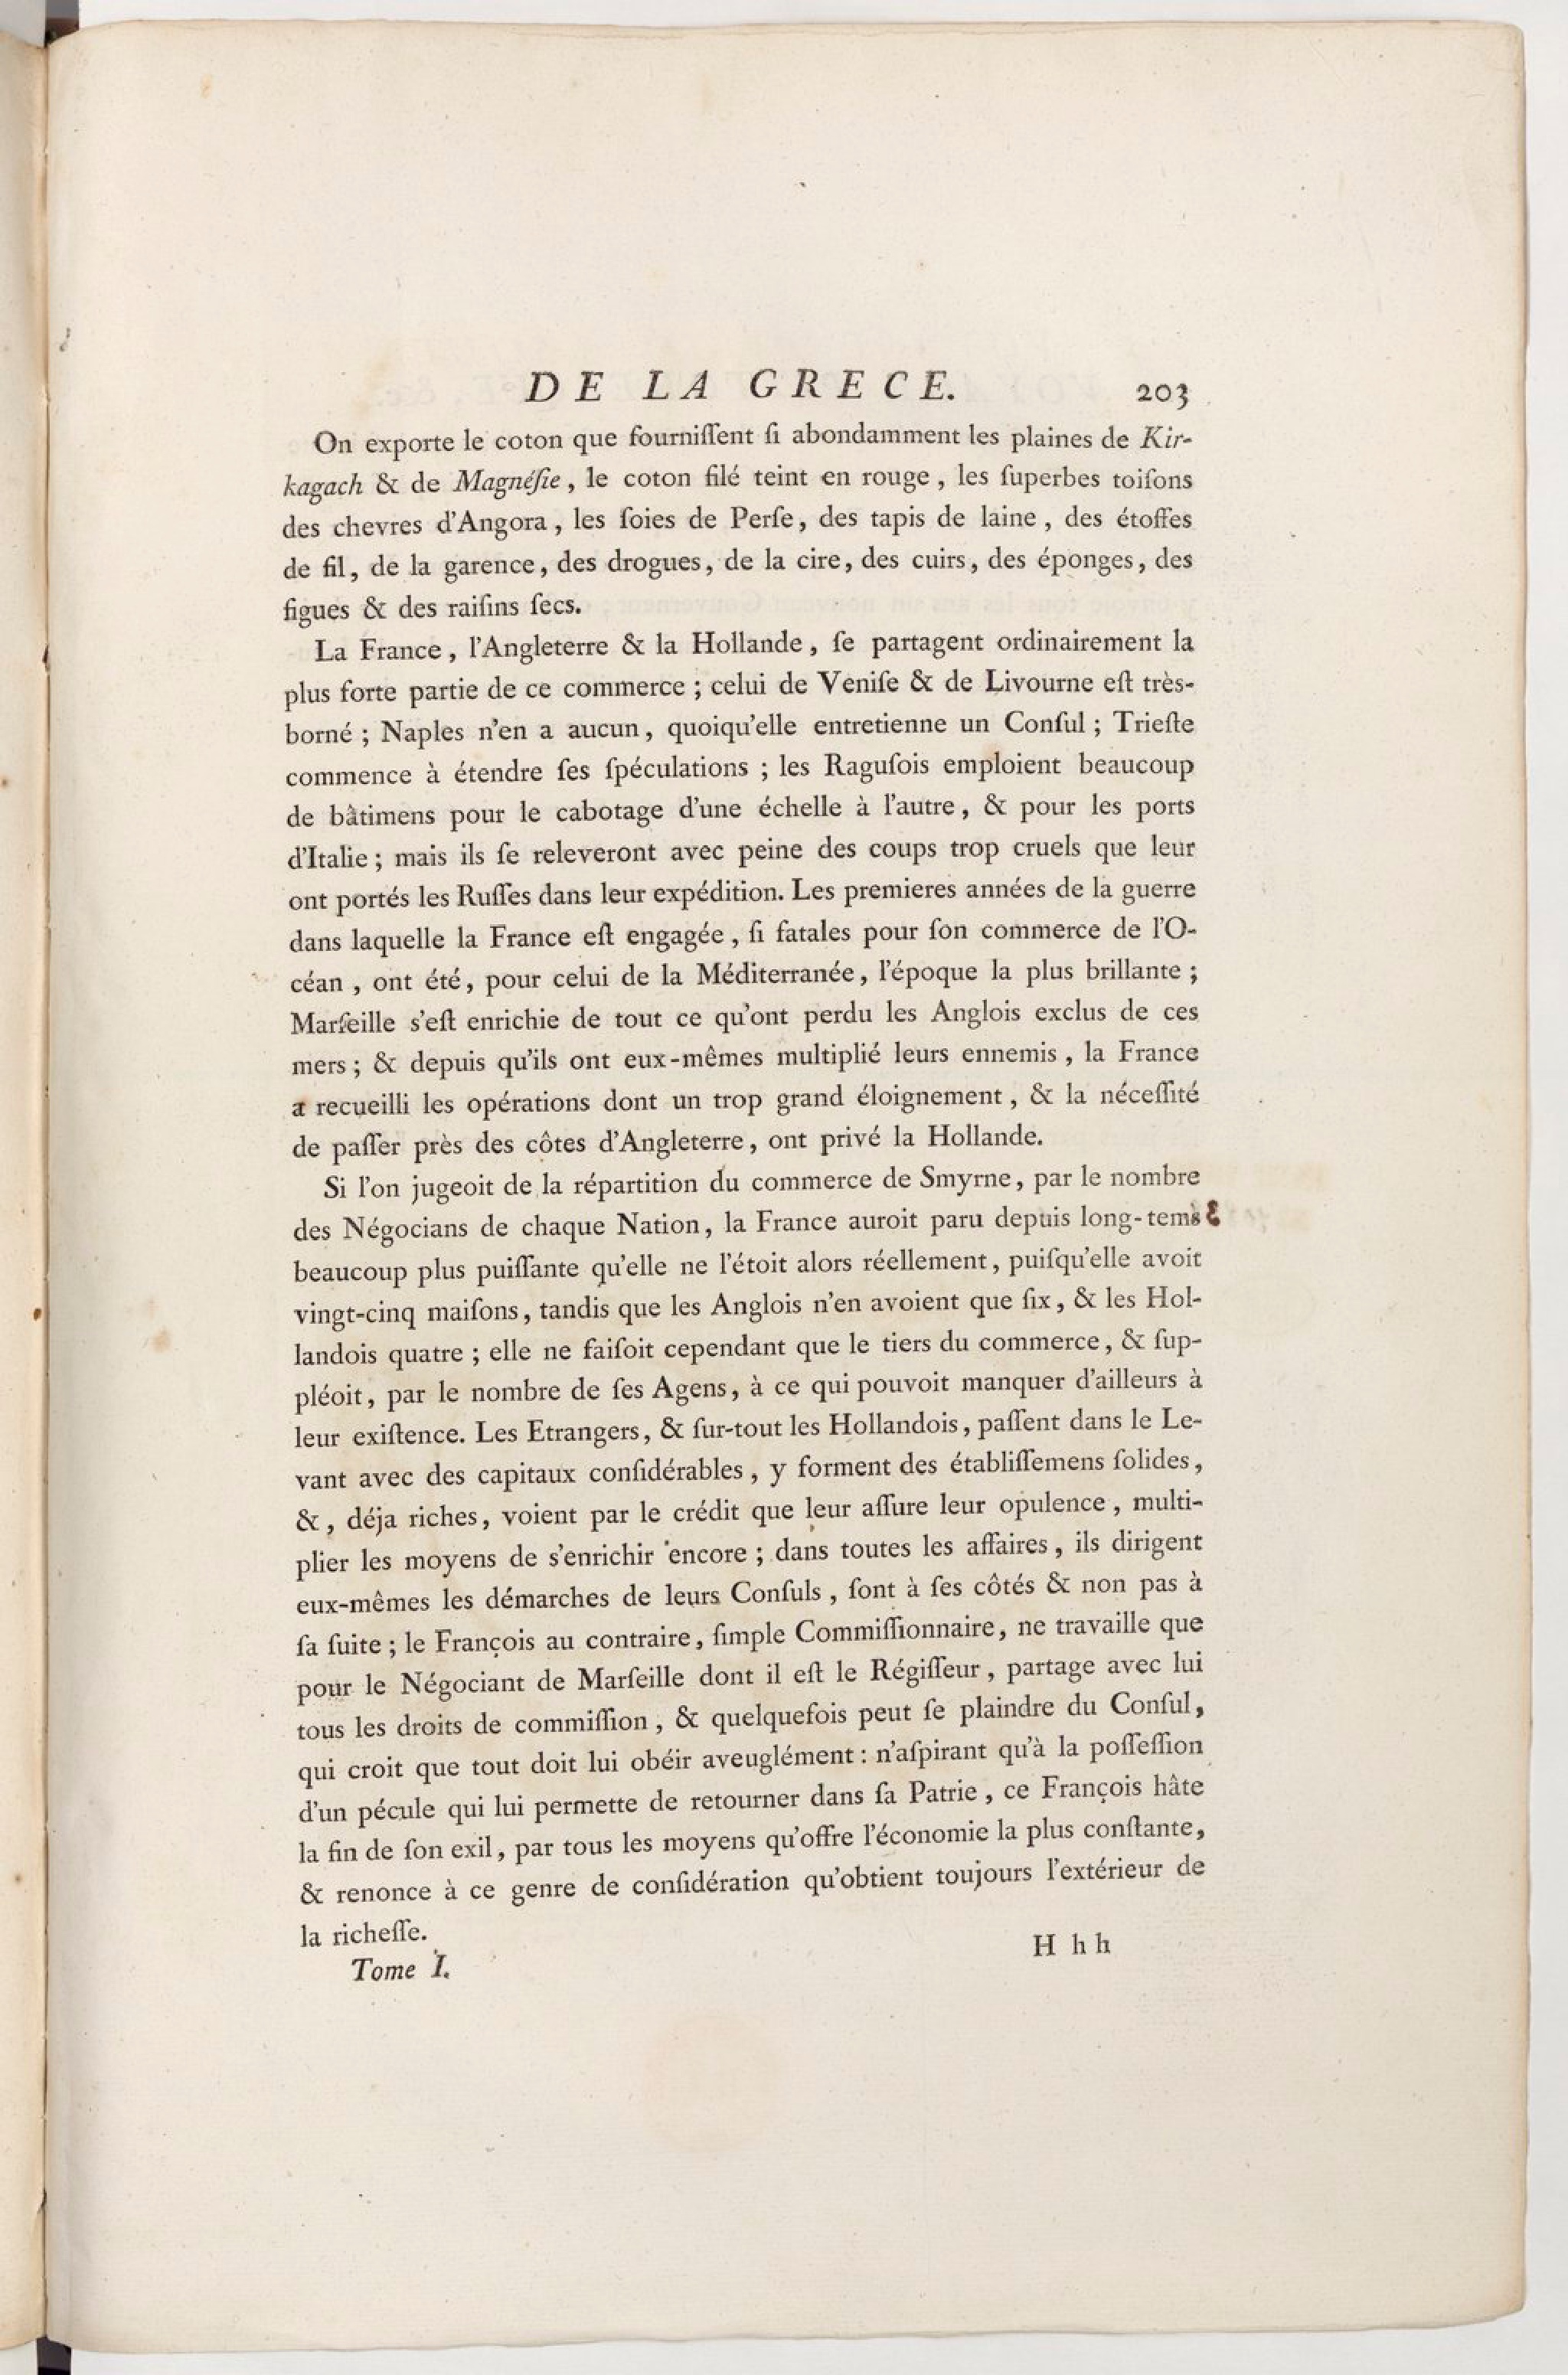 DE LA GRECE. 203
On exporte le coton que fourniſſent ſi abondamment les plaines de Kir-
kagach & de Magnéſie, le coton filé teint en rouge, les ſuperbes toiſons
des chevres d'Angora, les ſoies de Perſe, des tapis de laine, des étoffes
de fil, de la garence, des drogues, de la cire, des cuirs, des éponges, des
figues & des raiſins ſecs.
La France, l'Angleterre & la Hollande, ſe partagent ordinairement la
plus forte partie de ce commerce ; celui de Veniſe & de Livourne eſt très-
borné ; Naples n'en a aucun, quoiqu'elle entretienne un Conſul ; Trieſte
commence à étendre ſes ſpéculations ; les Raguſois emploient beaucoup
de bâtimens pour le cabotage d'une échelle à l'autre, & pour les ports
d'Italie ; mais ils ſe releveront avec peine des coups trop cruels que leur
ont portés les Ruſſes dans leur expédition. Les premieres années de la guerre
dans laquelle la France eſt engagée, ſi fatales pour ſon commerce de l'O-
céan, ont été, pour celui de la Méditerranée, l'époque la plus brillante ;
Marſeille s'eſt enrichie de tout ce qu'ont perdu les Anglois exclus de ces
mers ; & depuis qu'ils ont eux-mêmes multiplié leurs ennemis, la France
a recueilli les opérations dont un trop grand éloignement, & la néceſſité
de paſſer près des côtes d'Angleterre, ont privé la Hollande.
Si l'on jugeoit de la répartition du commerce de Smyrne, par le nombre
des Négocians de chaque Nation, la France auroit paru depuis long-tems
beaucoup plus puiſſante qu'elle ne l'étoit alors réellement, puiſqu'elle avoit
vingt-cinq maiſons, tandis que les Anglois n'en avoient que ſix, & les Hol-
landois quatre ; elle ne faiſoit cependant que le tiers du commerce, & ſup-
pléoit, par le nombre de ſes Agens, à ce qui pouvoit manquer d'ailleurs à
leur exiſtence. Les Etrangers, & ſur-tout les Hollandois, paſſent dans le Le-
vant avec des capitaux conſidérables, y forment des établiſſemens ſolides,
&, déja riches, voient par le crédit que leur aſſure leur opulence, multi-
plier les moyens de s'enrichir encore ; dans toutes les affaires, ils dirigent
eux-mêmes les démarches de leurs Conſuls, ſont à ſes côtés & non pas à
ſa ſuite ; le François au contraire, ſimple Commiſſionnaire, ne travaille que
pour le Négociant de Marſeille dont il eſt le Régiſſeur, partage avec lui
tous les droits de commiſſion, & quelquefois peut ſe plaindre du Conſul,
qui croit que tout doit lui obéir aveuglément : n'aſpirant qu'à la poſſeſſion
d'un pécule qui lui permette de retourner dans ſa Patrie, ce François hâte
la fin de ſon exil, par tous les moyens qu'offre l'économie la plus conſtante,
& renonce à ce genre de conſidération qu'obtient toujours l'extérieur de
la richeſſe.
Tome I. H h h